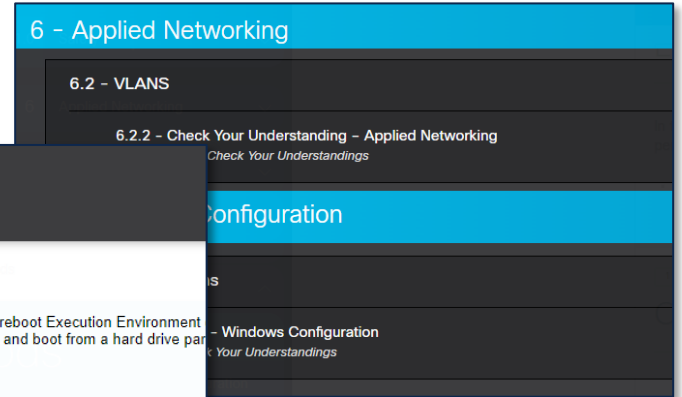 6 - Applied Networking
6.2 - VLANS
6.2.2 - Check Your Understanding - Applied Networking
Check Your Understandings
Configuration
ns
- Windows Configuration
Your Understandings
reboot Execution Environment
and boot from a hard drive par